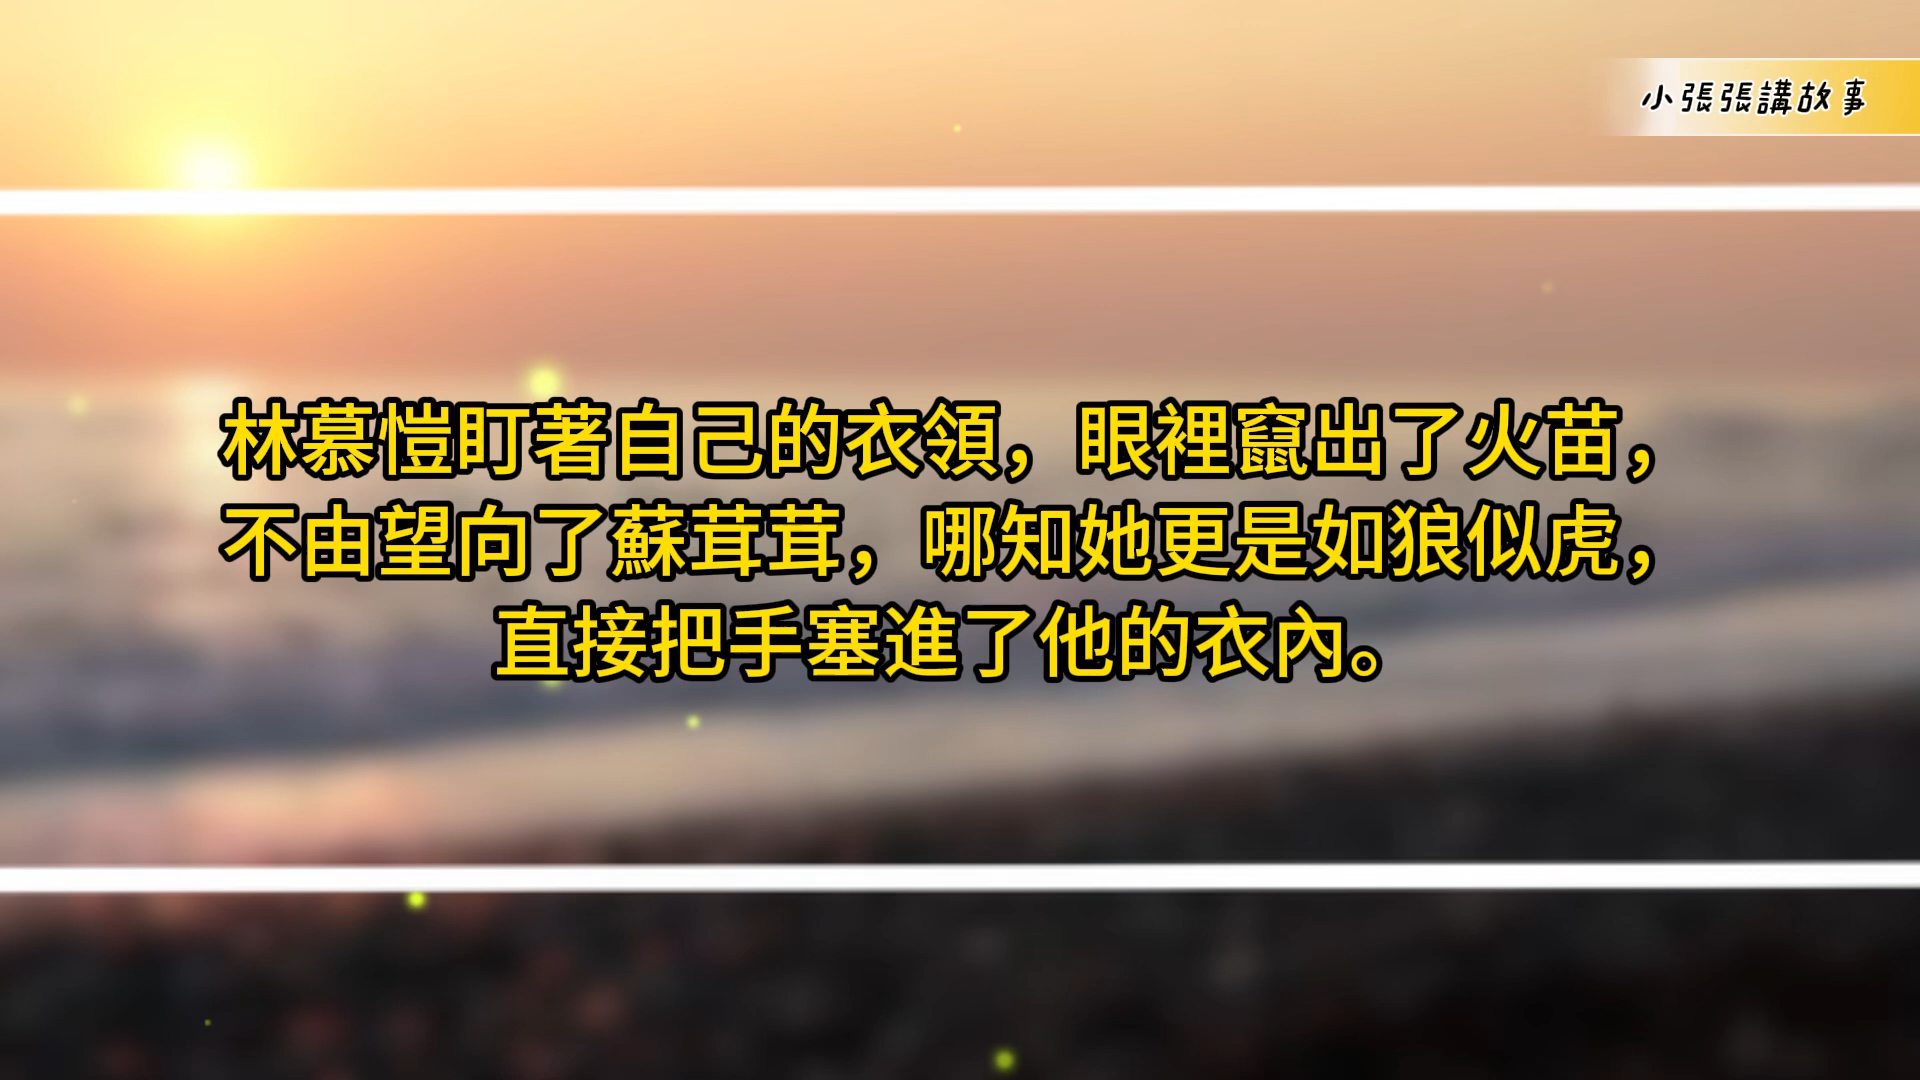 小張張講故事
林慕愷盯著自己的衣領，眼裡竄出了火苗，
不由望向了蘇茸茸，哪知她更是如狼似虎，
直接把手塞進了他的衣內。